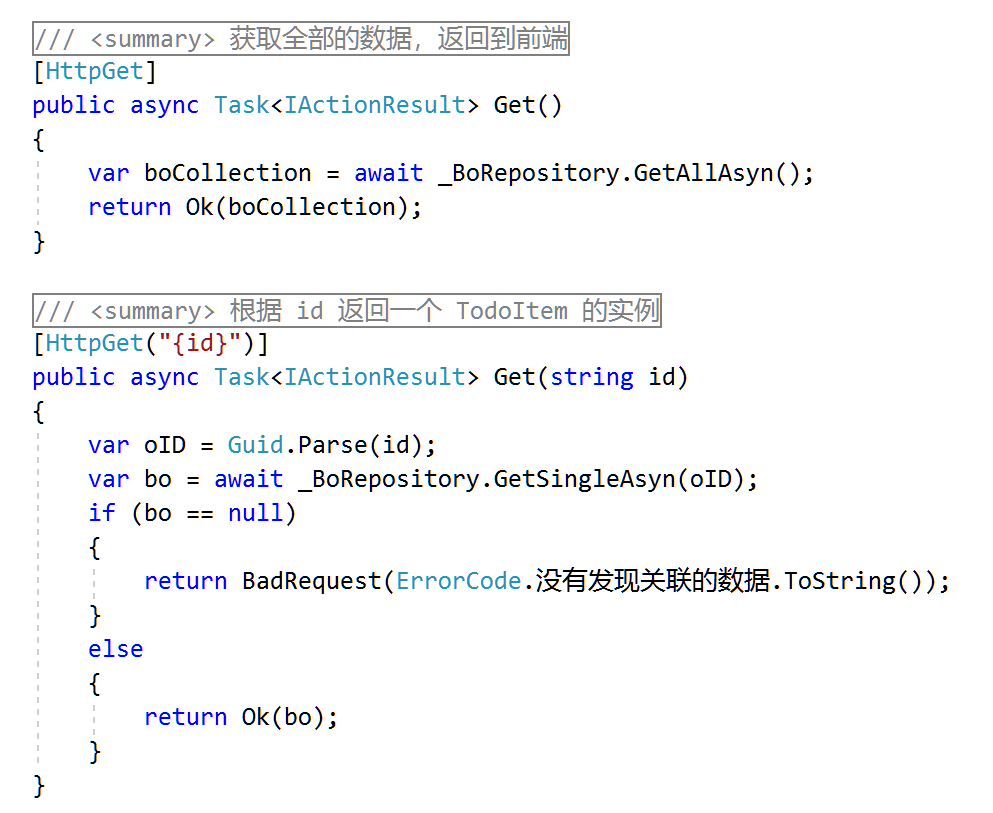 /// <summary> 获取全部的数据，返回到前端
[HttpGet]
public async Task<IActionResult> Get()
{
    var boCollection = await _BoRepository.GetAllAsyn();
    return Ok(boCollection);
}

/// <summary> 根据 id 返回一个 TodoItem 的实例
[HttpGet("{id}")]
public async Task<IActionResult> Get(string id)
{
    var oID = Guid.Parse(id);
    var bo = await _BoRepository.GetSingleAsyn(oID);
    if (bo == null)
    {
        return BadRequest(ErrorCode.没有发现关联的数据.ToString());
    }
    else
    {
        return Ok(bo);
    }
}